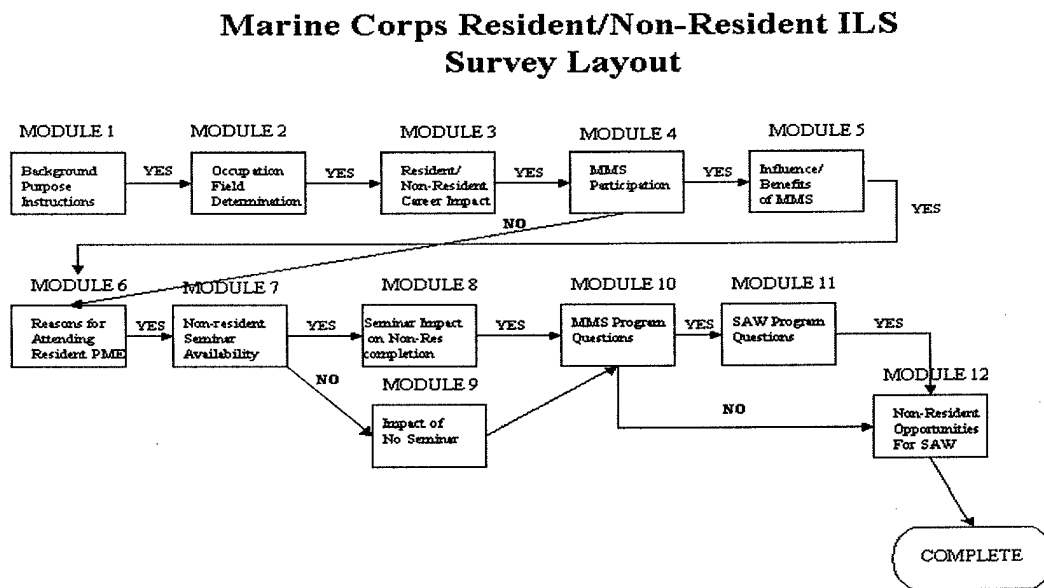 Marine Corps Resident/Non-Resident ILS
Survey Layout
MODULE 1
MODULE 2
MODULE 3
MODULE 4
MODULE 5
Background
Purpose
Instructions
YES
Occupation
Field
Determination
YES
Resident/
Non-Resident
Career Impact
YES
MMS
Participation
YES
Influence/
Benefits
of MMS
YES
NO
MODULE 6
MODULE 7
MODULE 8
MODULE 10
MODULE 11
Reasons for
Attending
Resident PME
YES
Non-resident
Seminar
Availability
YES
Seminar Impact
on Non-Res
completion
YES
MMS Program
Questions
YES
SAW Program
Questions
YES
NO
MODULE 9
Impact of
No Seminar
NO
MODULE 12
Non-Resident
Opportunities
For SAW
COMPLETE